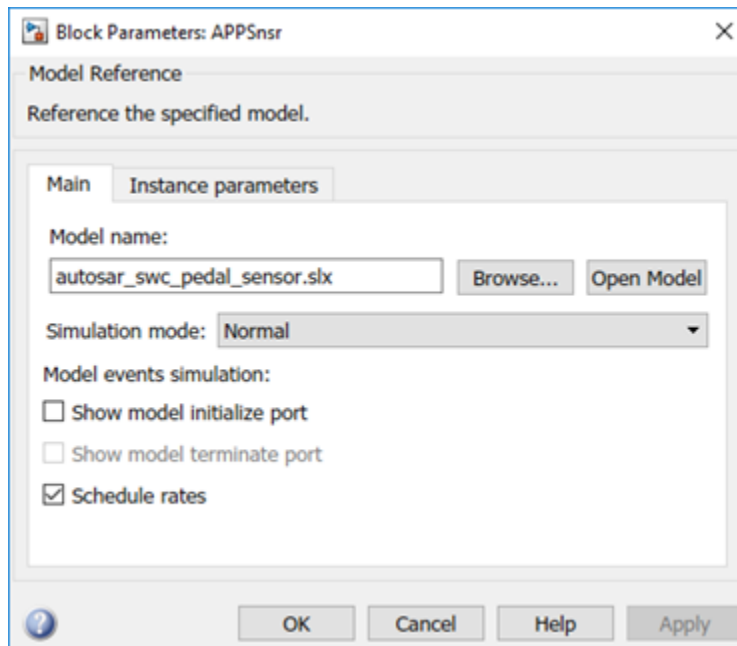 Block Parameters: APPSnsr
Model Reference
Reference the specified model.
Main Instance parameters
Model name:
autosar_swc_pedal_sensor.slx Browse... Open Model
Simulation mode: Normal
Model events simulation:
Show model initialize port
Show model terminate port
Schedule rates
? OK Cancel Help Apply